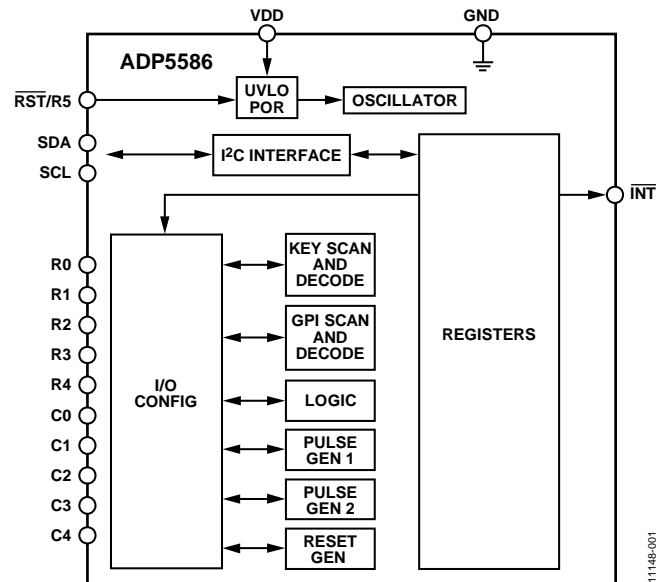 VDD
GND
ADP5586
RST/R5
UVLO
POR
OSCILLATOR
SDA
SCL
I²C INTERFACE
INT
R0
R1
R2
R3
R4
C0
C1
C2
C3
C4
I/O
CONFIG
KEY SCAN
AND
DECODE
GPI SCAN
AND
DECODE
LOGIC
PULSE
GEN 1
PULSE
GEN 2
RESET
GEN
REGISTERS
11148-001